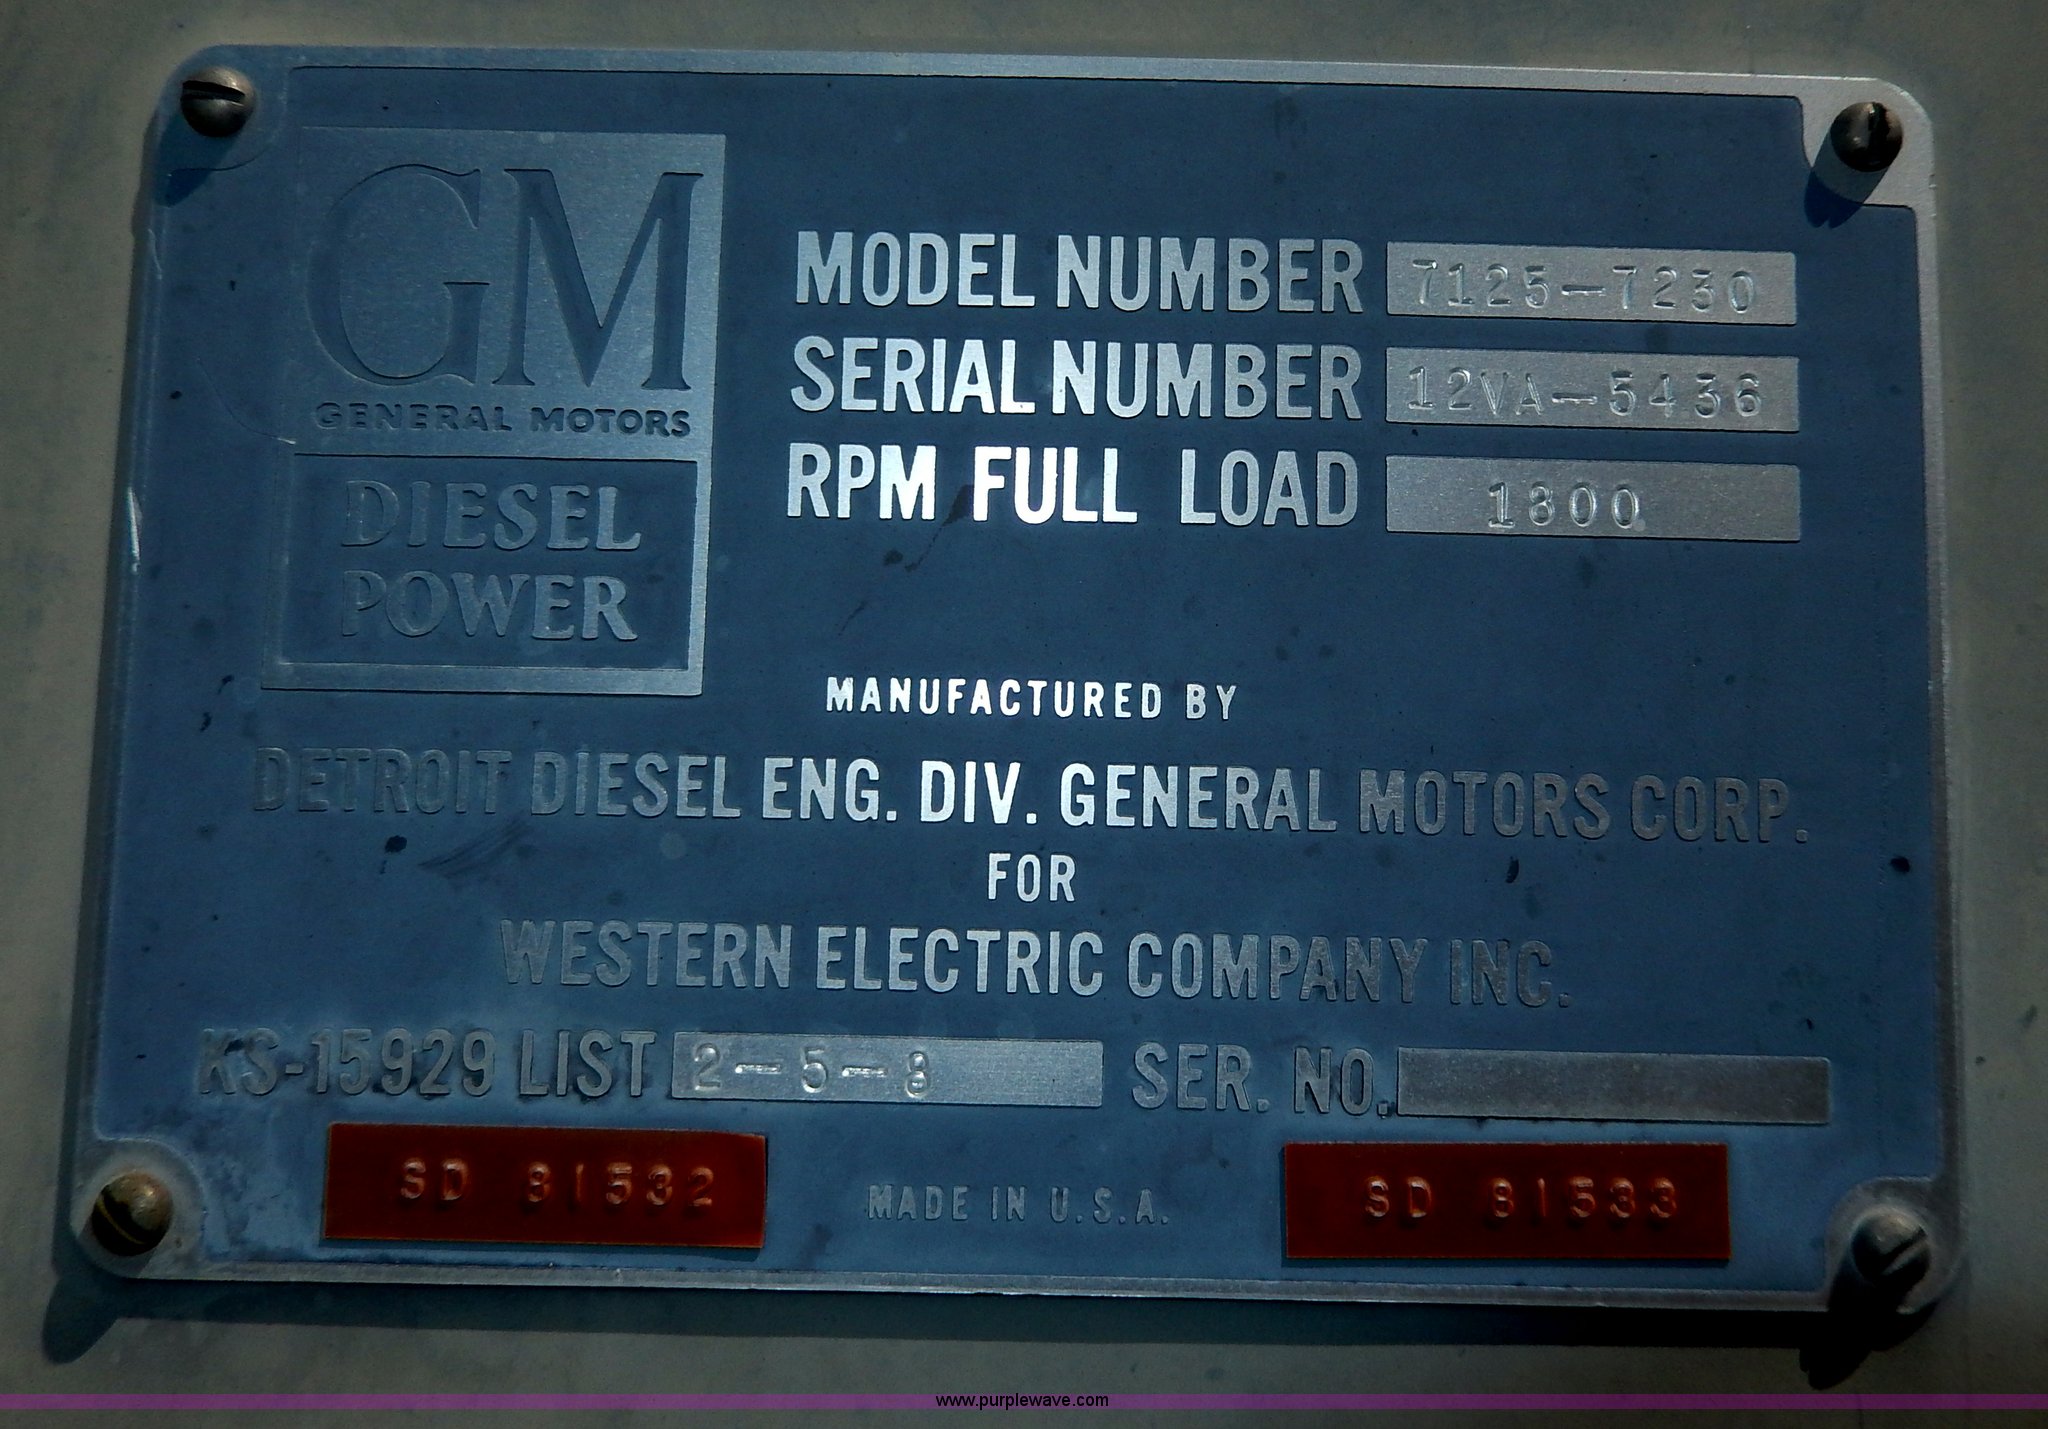 GM
GENERAL MOTORS
DIESEL
POWER
MODEL NUMBER 7125-7230
SERIAL NUMBER 12VA-5436
RPM FULL LOAD 1800
MANUFACTURED BY
DETROIT DIESEL ENG. DIV. GENERAL MOTORS CORP.
FOR
WESTERN ELECTRIC COMPANY INC.
KS-15929 LIST 2-5-8 SER. NO.
SD 81532 MADE IN U.S.A. SD 81533
www.purplewave.com